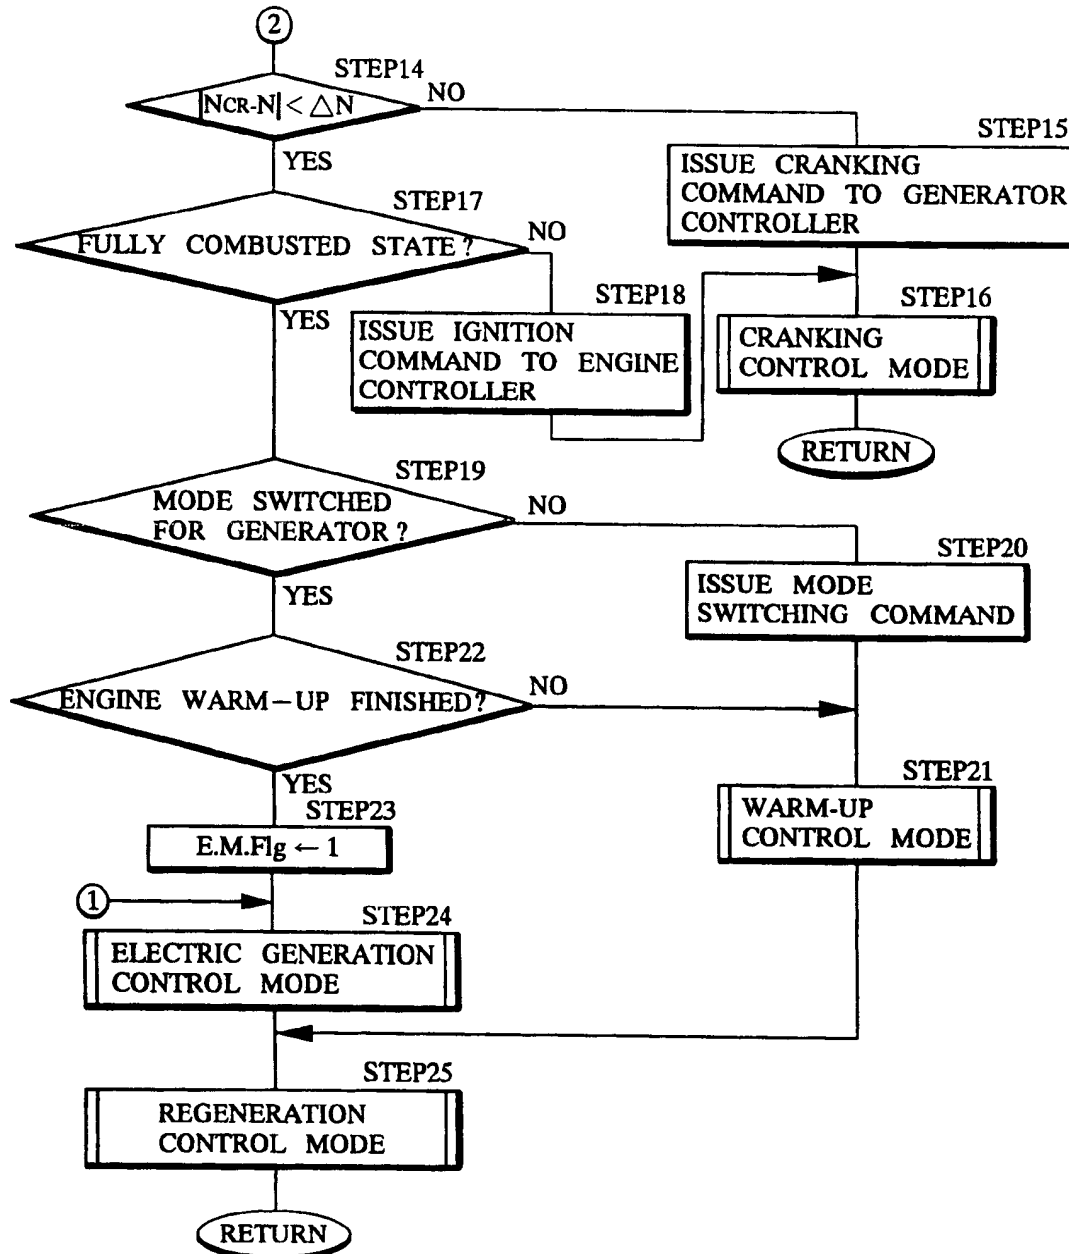 2
STEP14
|NCR-N| < △N
NO
YES
STEP15
ISSUE CRANKING
COMMAND TO GENERATOR
CONTROLLER
STEP17
FULLY COMBUSTED STATE?
NO
YES
STEP18
ISSUE IGNITION
COMMAND TO ENGINE
CONTROLLER
STEP16
CRANKING
CONTROL MODE
RETURN
STEP19
MODE SWITCHED
FOR GENERATOR?
NO
YES
STEP20
ISSUE MODE
SWITCHING COMMAND
STEP22
ENGINE WARM-UP FINISHED?
NO
YES
STEP21
WARM-UP
CONTROL MODE
STEP23
E.M.Flg ← 1
1
STEP24
ELECTRIC GENERATION
CONTROL MODE
STEP25
REGENERATION
CONTROL MODE
RETURN